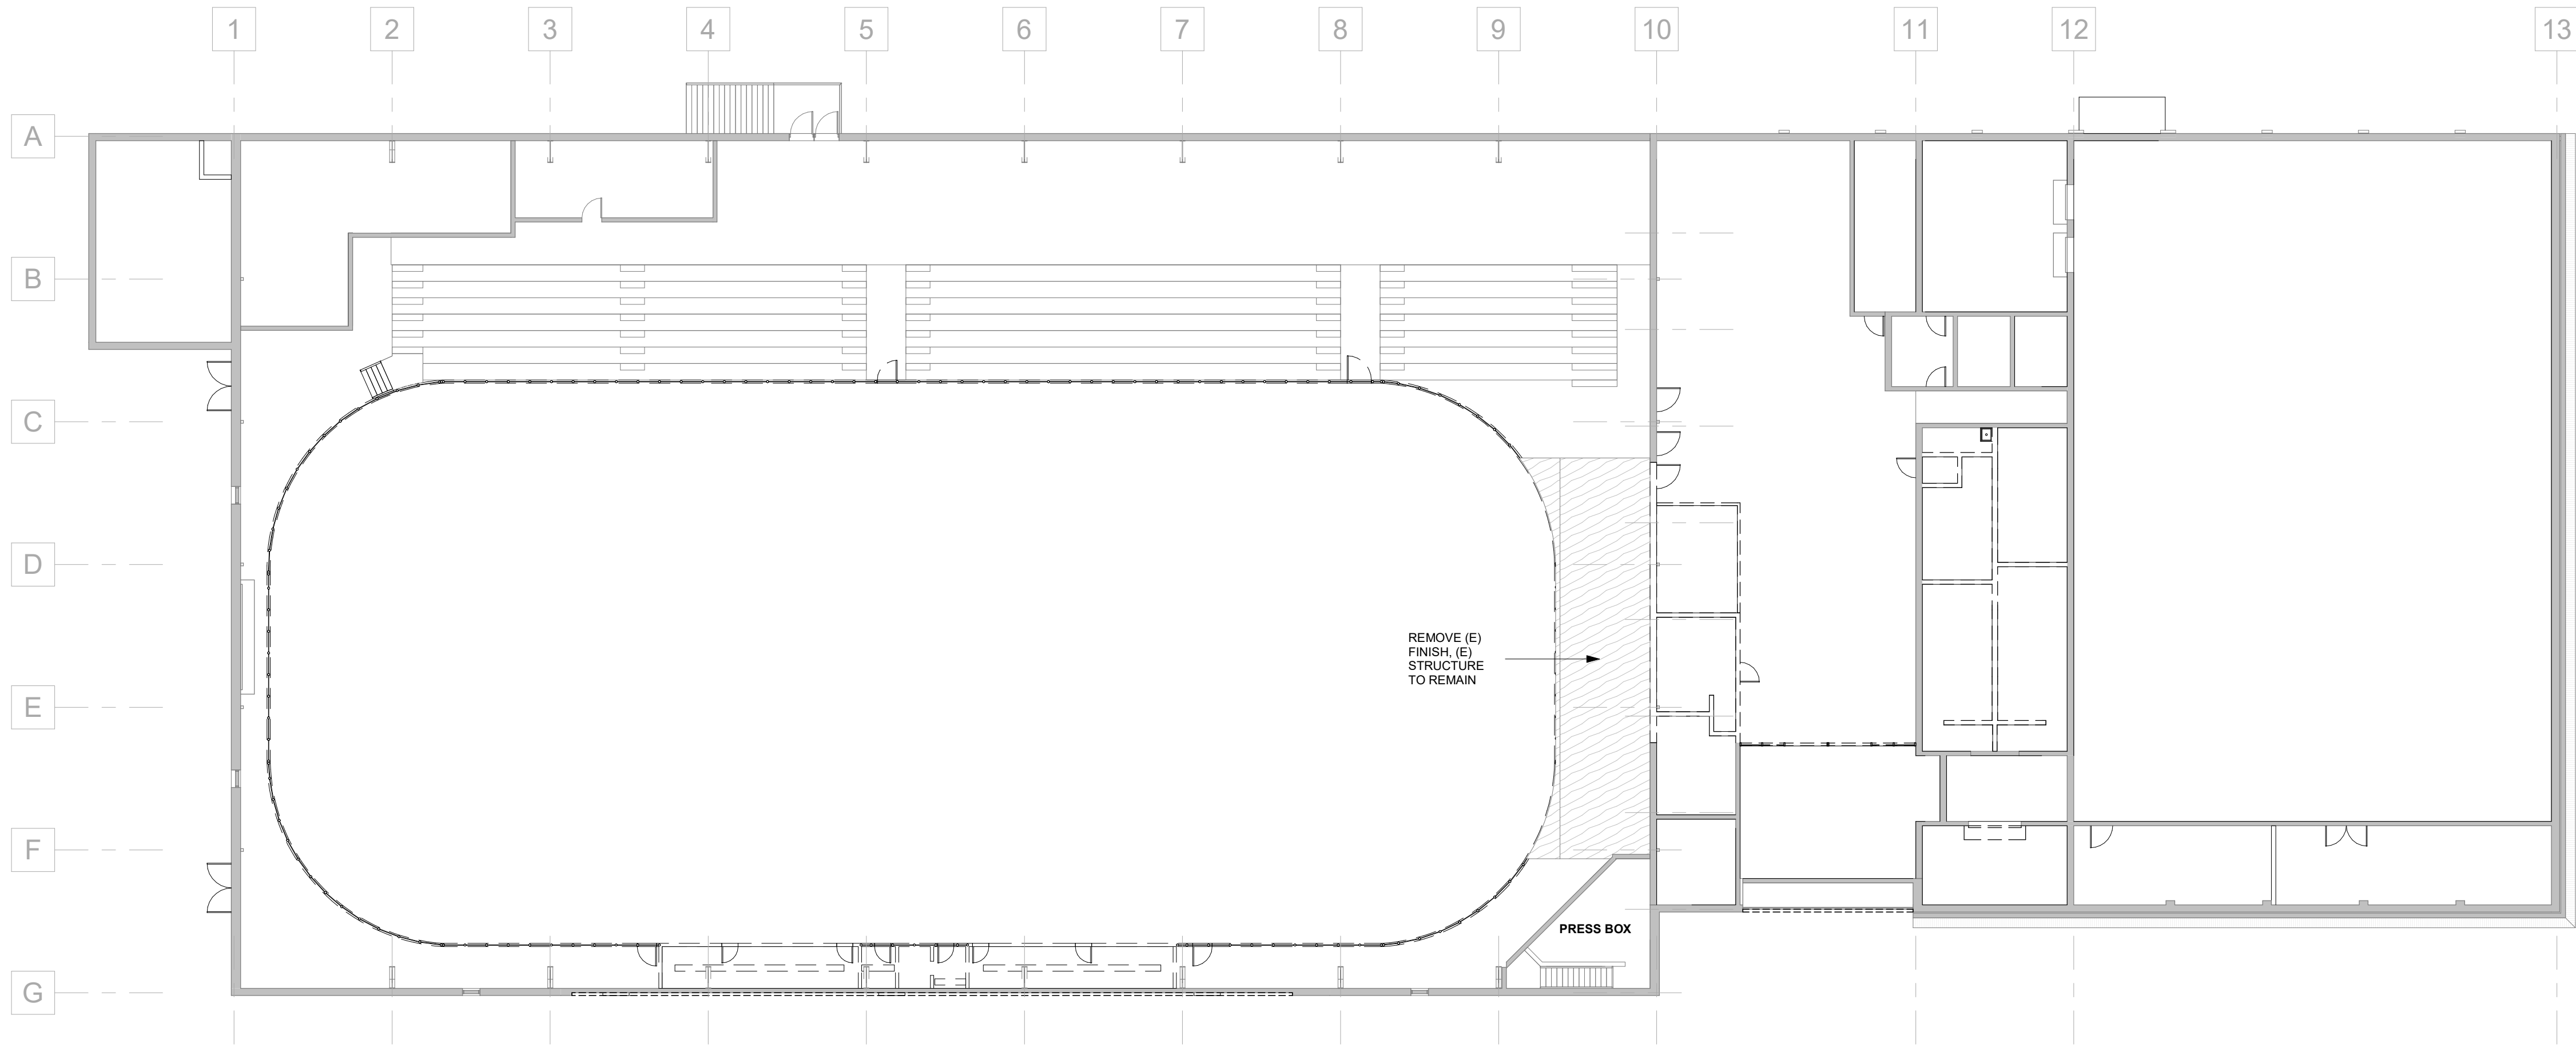 1
2
3
4
5
6
7
8
9
10
11
12
13
A
B
C
D
E
F
G
REMOVE (E)
FINISH, (E)
STRUCTURE
TO REMAIN
PRESS BOX